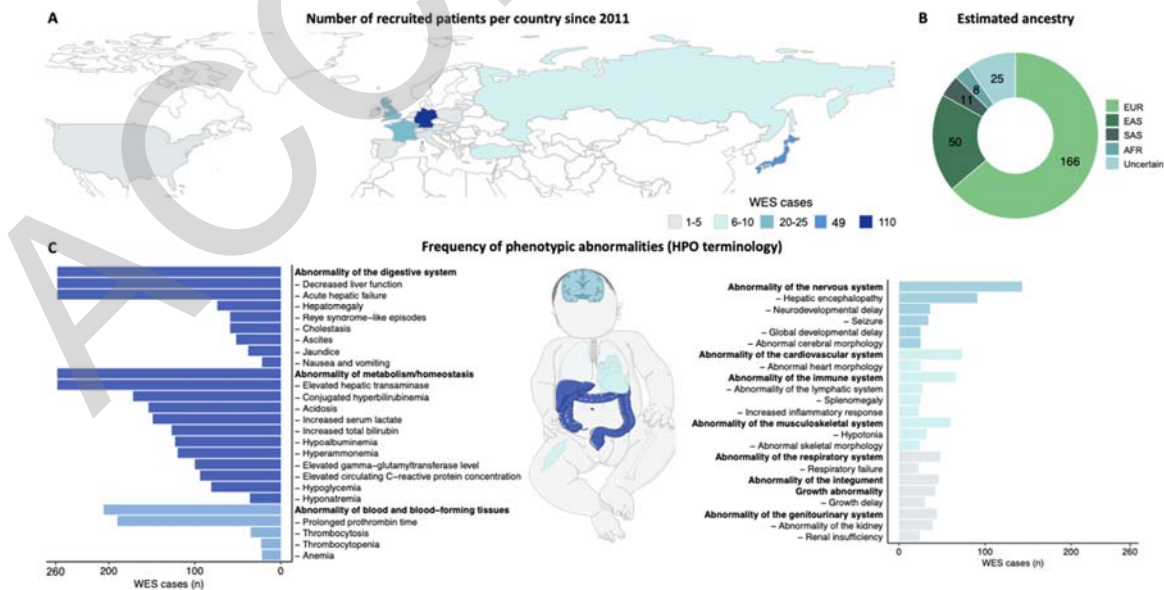 ACC
A
Number of recruited patients per country since 2011
WES cases
1-5
6-10
20-25
49
110
B
Estimated ancestry
25
8
11
50
166
EUR
EAS
SAS
AFR
Uncertain
C
Frequency of phenotypic abnormalities (HPO terminology)
Abnormality of the digestive system
– Decreased liver function
– Acute hepatic failure
– Hepatomegaly
– Reye syndrome–like episodes
– Cholestasis
– Ascites
– Jaundice
– Nausea and vomiting
Abnormality of metabolism/homeostasis
– Elevated hepatic transaminase
– Conjugated hyperbilirubinemia
– Acidosis
– Increased serum lactate
– Increased total bilirubin
– Hypoalbuminemia
– Hyperammonemia
– Elevated gamma–glutamyltransferase level
– Elevated circulating C–reactive protein concentration
– Hypoglycemia
– Hyponatremia
Abnormality of blood and blood–forming tissues
– Prolonged prothrombin time
– Thrombocytosis
– Thrombocytopenia
– Anemia
260
200
100
0
WES cases (n)
Abnormality of the nervous system
– Hepatic encephalopathy
– Neurodevelopmental delay
– Seizure
– Global developmental delay
– Abnormal cerebral morphology
Abnormality of the cardiovascular system
– Abnormal heart morphology
Abnormality of the immune system
– Abnormality of the lymphatic system
– Splenomegaly
– Increased inflammatory response
Abnormality of the musculoskeletal system
– Hypotonia
– Abnormal skeletal morphology
Abnormality of the respiratory system
– Respiratory failure
Abnormality of the integument
Growth abnormality
– Growth delay
Abnormality of the genitourinary system
– Abnormality of the kidney
– Renal insufficiency
0
100
200
260
WES cases (n)